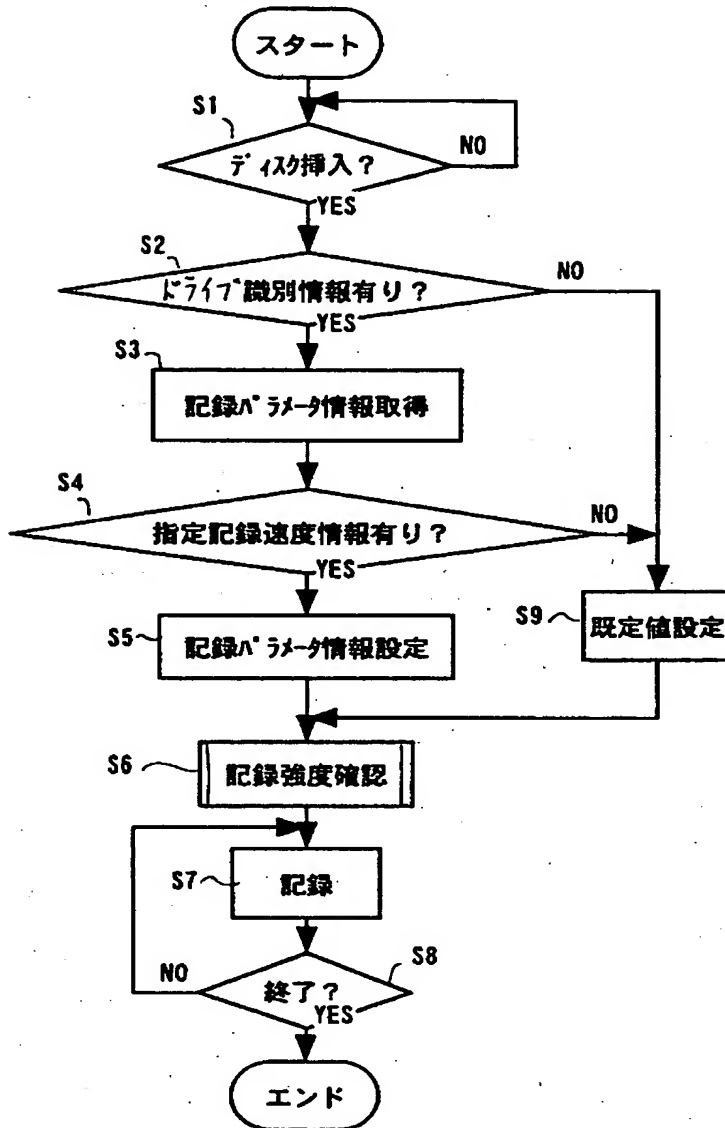 スタート
S1
ディスク挿入?
NO
YES
S2
ドライブ識別情報有り?
NO
YES
S3
記録パラメータ情報取得
S4
指定記録速度情報有り?
NO
YES
S5
記録パラメータ情報設定
S9
既定値設定
S6
記録強度確認
S7
記録
S8
終了?
NO
YES
エンド